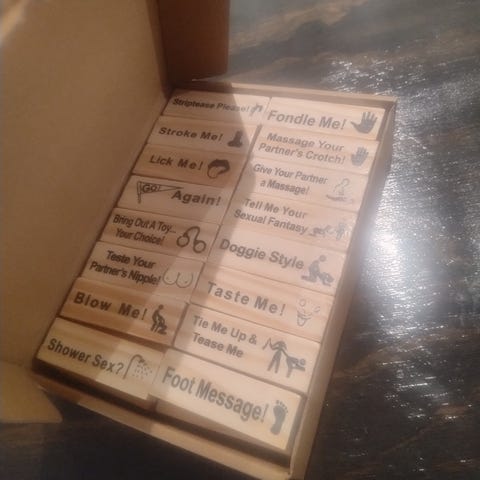 Striptease Please!
Stroke Me!
Lick Me!
GO!
Again!
Bring Out A Toy...
Your Choice!
Teste Your
Partner's Nipple!
Blow Me!
Shower Sex?
Fondle Me!
Massage Your
Partner's Crotch!
Give Your Partner
a Massage!
Tell Me Your
Sexual Fantasy
Doggie Style
Taste Me!
Tie Me Up &
Tease Me
Foot Message!